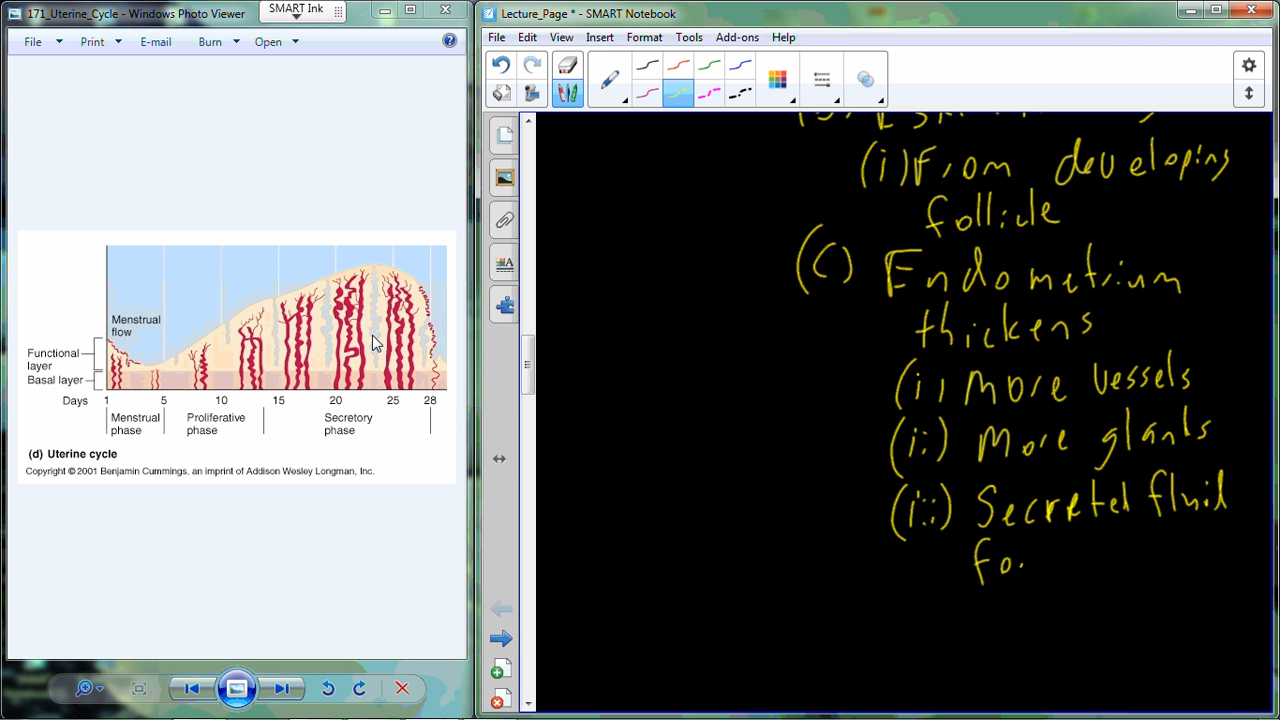 171_Uterine_Cycle - Windows Photo Viewer
SMART Ink
File Print E-mail Burn Open
Menstrual
flow
Functional
layer
Basal layer
Days 1 5 10 15 20 25 28
Menstrual
phase
Proliferative
phase
Secretory
phase
(d) Uterine cycle
Copyright © 2001 Benjamin Cummings, an imprint of Addison Wesley Longman, Inc.
Lecture_Page * - SMART Notebook
File Edit View Insert Format Tools Add-ons Help
(i) From developing
follicle
(C) Endometrium
thickens
(i) More vessels
(ii) More glands
(iii) Secreted fluid
fo